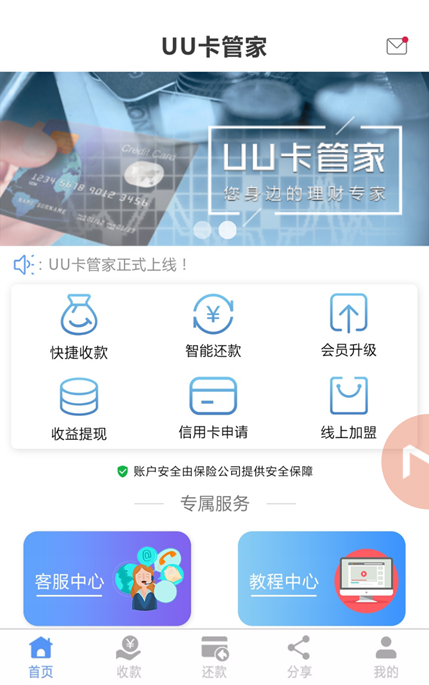 UU卡管家
Credit Card
UU卡管家
您身边的理财专家
: UU卡管家正式上线！
快捷收款 智能还款 会员升级
收益提现 信用卡申请 线上加盟
账户安全由保险公司提供安全保障
专属服务
客服中心 教程中心
首页 收款 还款 分享 我的